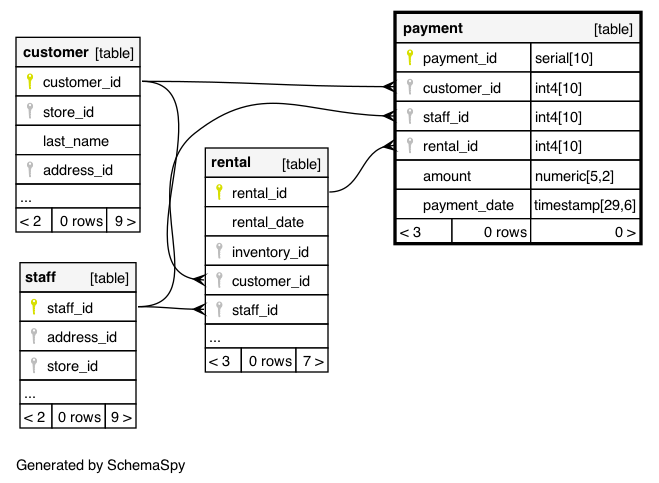 customer [table]
customer_id
store_id
last_name
address_id
...
< 2 0 rows 9 >
staff [table]
staff_id
address_id
store_id
...
< 2 0 rows 9 >
rental [table]
rental_id
rental_date
inventory_id
customer_id
staff_id
...
< 3 0 rows 7 >
payment [table]
payment_id serial[10]
customer_id int4[10]
staff_id int4[10]
rental_id int4[10]
amount numeric[5,2]
payment_date timestamp[29,6]
< 3 0 rows 0 >
Generated by SchemaSpy